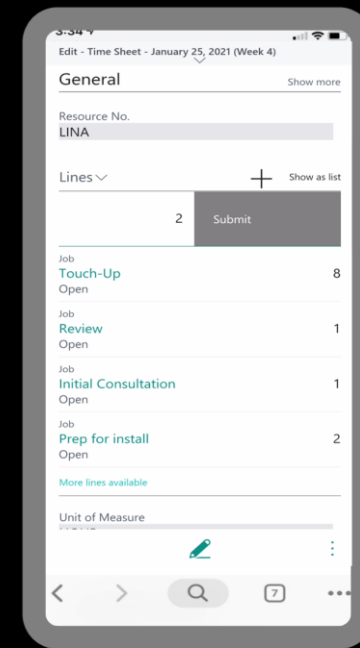 3:34
Edit - Time Sheet - January 25, 2021 (Week 4)
General Show more
Resource No.
LINA
Lines Show as list
2 Submit
Job
Touch-Up 8
Open
Job
Review 1
Open
Job
Initial Consultation 1
Open
Job
Prep for install 2
Open
More lines available
Unit of Measure
7